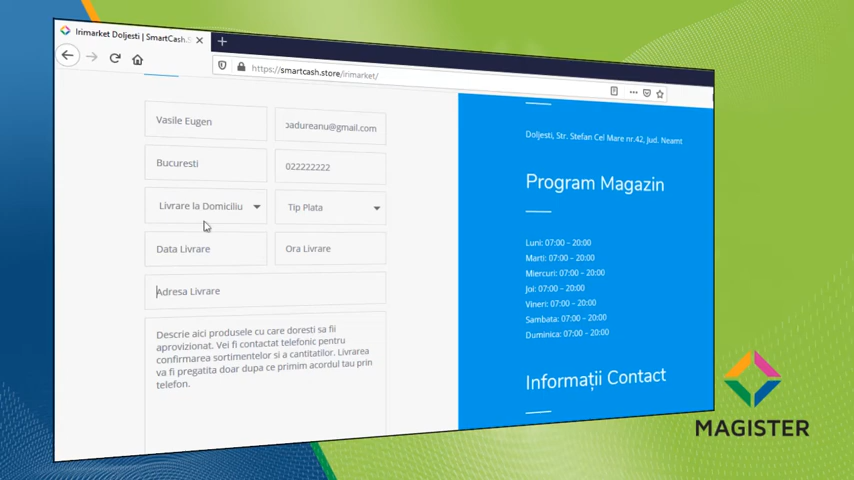 Irimarket Doljesti | SmartCash.S
https://smartcash.store/irimarket/
Vasile Eugen
padureanu@gmail.com
Bucuresti
022222222
Livrare la Domiciliu
Tip Plata
Data Livrare
Ora Livrare
Adresa Livrare
Descrie aici produsele cu care doresti sa fii
aprovizionat. Vei fi contactat telefonic pentru
confirmarea sortimentelor si a cantitatilor. Livrarea
va fi pregatita doar dupa ce primim acordul tau prin
telefon.
Doljesti, Str. Stefan Cel Mare nr.42, Jud. Neamt
Program Magazin
Luni: 07:00 – 20:00
Marti: 07:00 – 20:00
Miercuri: 07:00 – 20:00
Joi: 07:00 – 20:00
Vineri: 07:00 – 20:00
Sambata: 07:00 – 20:00
Duminica: 07:00 – 20:00
Informații Contact
MAGISTER